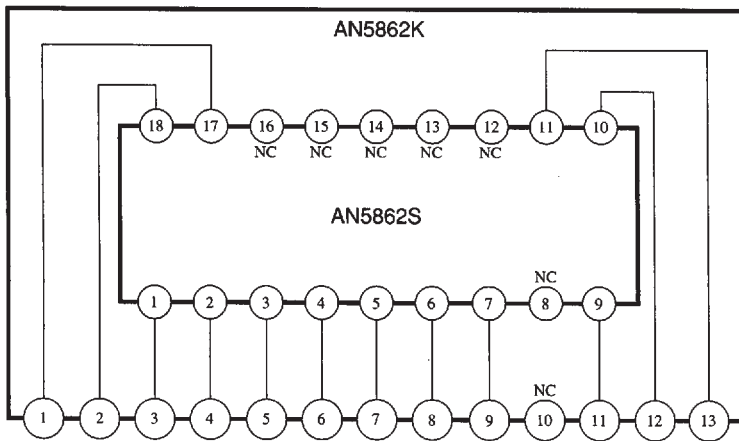 AN5862K
18 17 16 15 14 13 12 11 10
NC NC NC NC NC
AN5862S
NC
1 2 3 4 5 6 7 8 9
NC
1 2 3 4 5 6 7 8 9 10 11 12 13